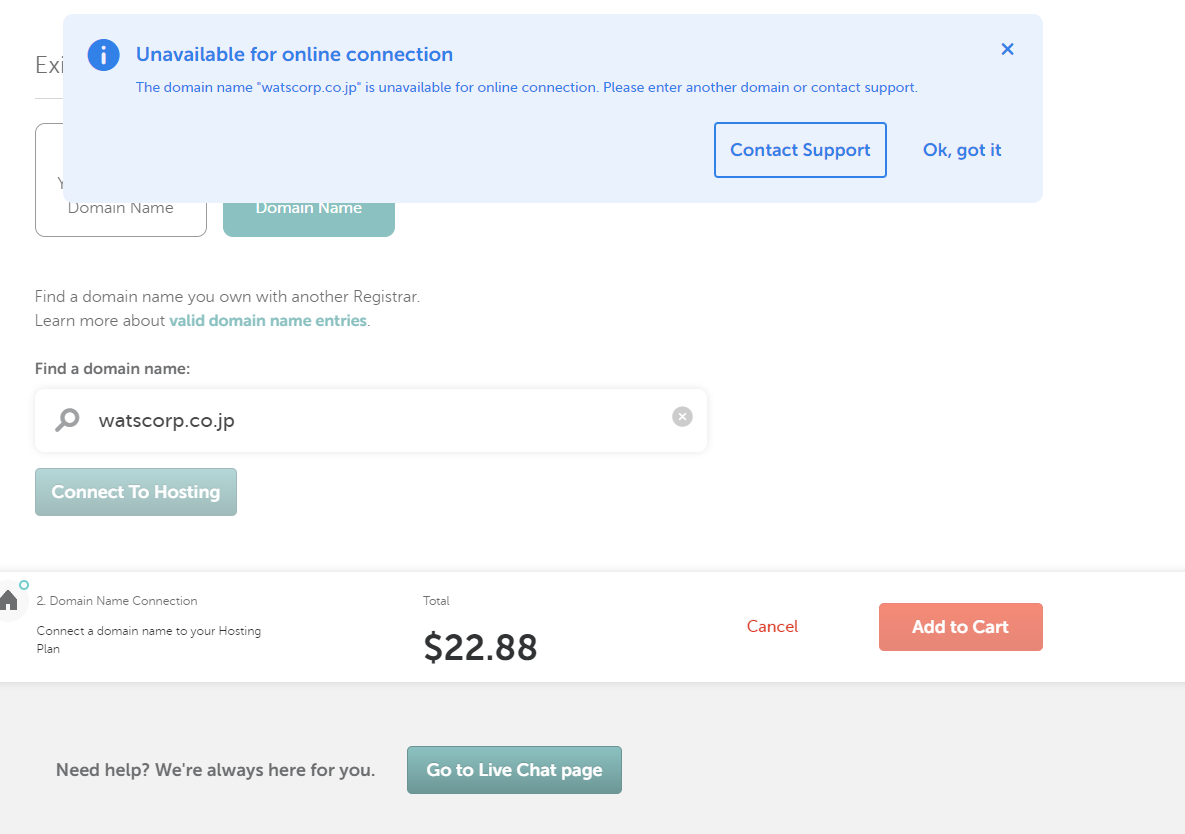 Unavailable for online connection
The domain name "watscorp.co.jp" is unavailable for online connection. Please enter another domain or contact support.
Contact Support
Ok, got it
Domain Name
Domain Name
Find a domain name you own with another Registrar.
Learn more about valid domain name entries.
Find a domain name:
watscorp.co.jp
Connect To Hosting
2. Domain Name Connection
Connect a domain name to your Hosting
Plan
Total
$22.88
Cancel
Add to Cart
Need help? We're always here for you.
Go to Live Chat page